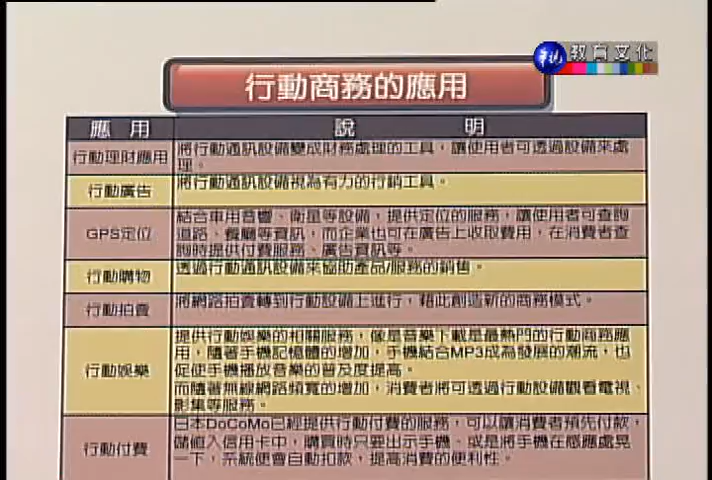 華視 教育文化
行動商務的應用
應用 說明
行動理財應用
將行動通訊設備變成財務處理的工具，讓使用者可透過設備來處
理。
行動廣告
將行動通訊設備視為有力的行銷工具。
GPS定位
結合車用音響、衛星等設備，提供定位的服務，讓使用者可查詢
道路、餐廳等資訊，而企業也可在廣告上收取費用，在消費者查
詢時提供付費服務、廣告資訊等。
行動購物
透過行動通訊設備來協助產品/服務的銷售。
行動拍賣
將網路拍賣轉到行動設備上進行，藉此創造新的商務模式。
行動娛樂
提供行動娛樂的相關服務，像是音樂下載是最熱門的行動商務應
用，隨著手機記憶體的增加，手機結合MP3成為發展的潮流，也
促使手機播放音樂的普及度提高。
而隨著無線網路頻寬的增加，消費者將可透過行動設備觀看電視、
影集等服務。
行動付費
日本DoCoMo已經提供行動付費的服務，可以讓消費者預先付款，
儲值入信用卡中，購買時只要出示手機、或是將手機在感應處晃
一下，系統便會自動扣款，提高消費的便利性。